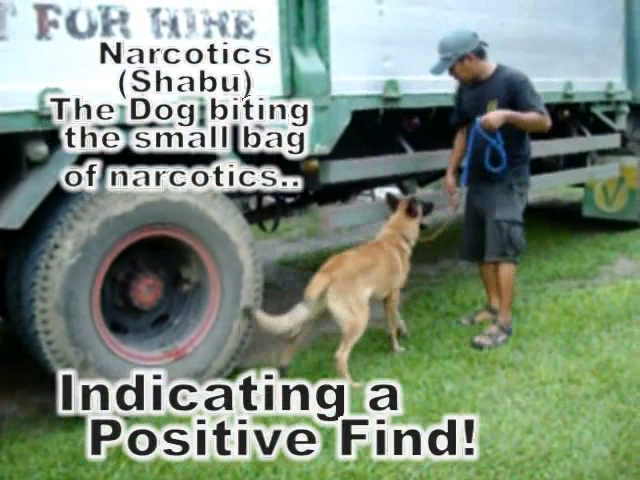 FOR HIRE
Narcotics
(Shabu)
The Dog biting
the small bag
of narcotics..
V
Indicating a
Positive Find!